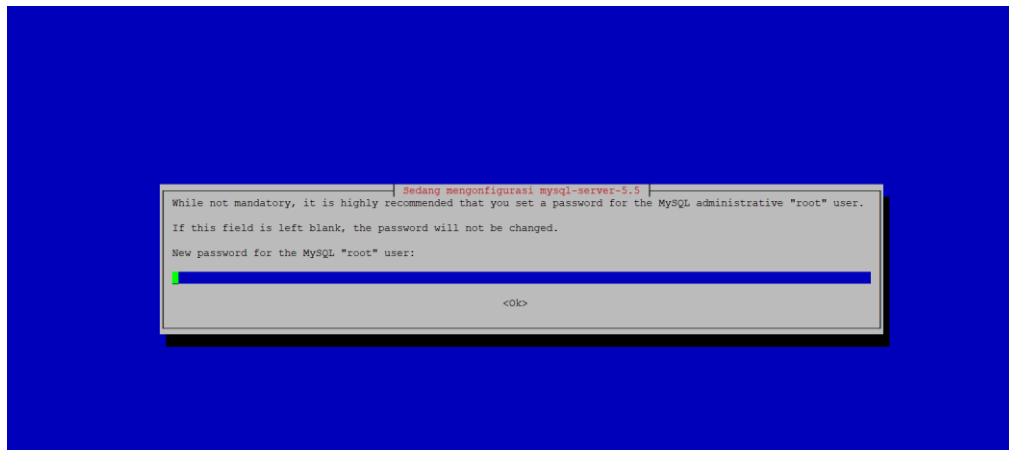 Sedang mengonfigurasi mysql-server-5.5
While not mandatory, it is highly recommended that you set a password for the MySQL administrative "root" user.
If this field is left blank, the password will not be changed.
New password for the MySQL "root" user:
<Ok>